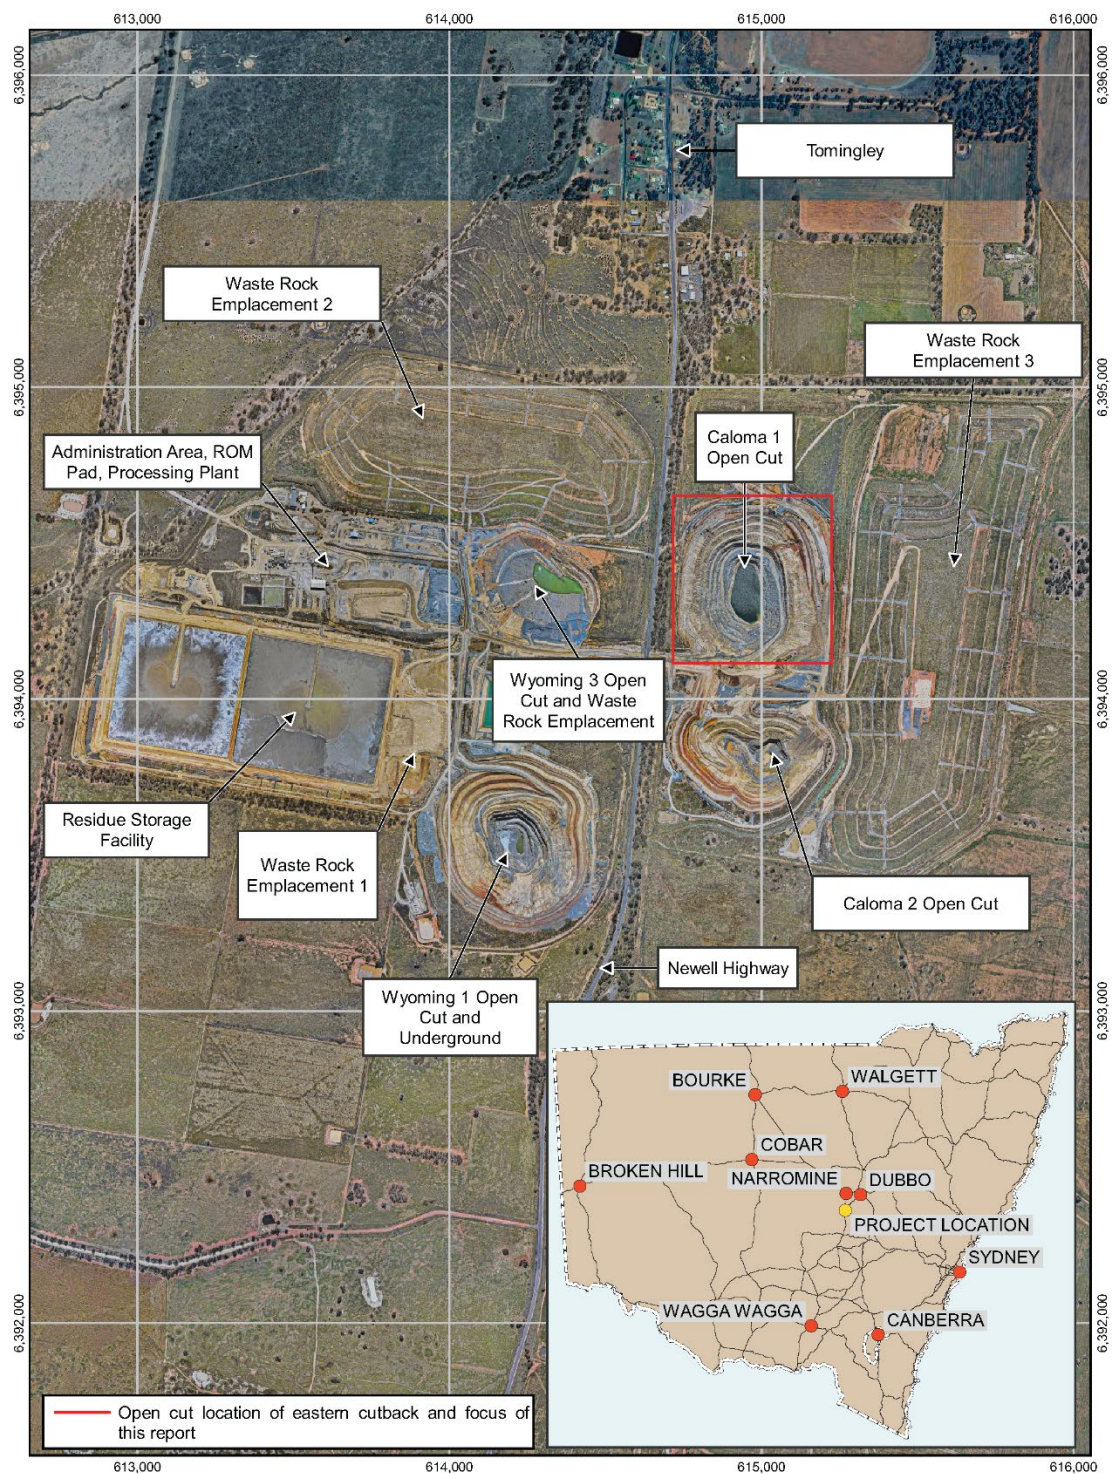 613,000
614,000
615,000
616,000
6,396,000
6,396,000
Tomingley
Waste Rock
Emplacement 2
Waste Rock
Emplacement 3
6,395,000
6,395,000
Caloma 1
Open Cut
Administration Area, ROM
Pad, Processing Plant
Wyoming 3 Open
Cut and Waste
Rock Emplacement
6,394,000
6,394,000
Residue Storage
Facility
Waste Rock
Emplacement 1
Caloma 2 Open Cut
Newell Highway
Wyoming 1 Open
Cut and
Underground
6,393,000
6,393,000
BOURKE
WALGETT
COBAR
BROKEN HILL
NARROMINE
DUBBO
PROJECT LOCATION
SYDNEY
WAGGA WAGGA
CANBERRA
6,392,000
6,392,000
Open cut location of eastern cutback and focus of
this report
613,000
614,000
615,000
616,000